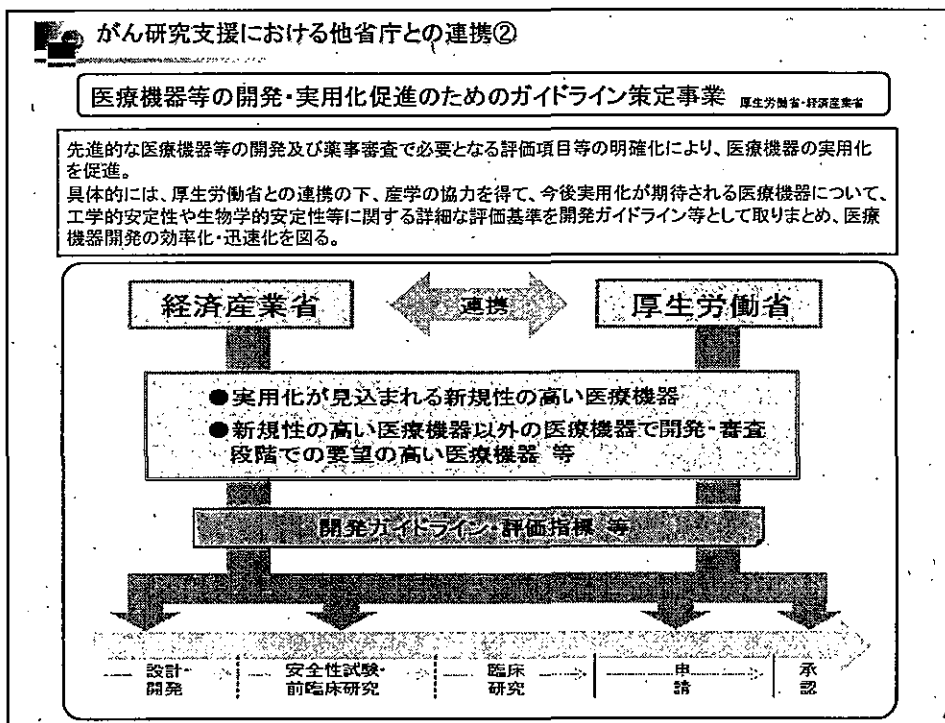 がん研究支援における他省庁との連携②
医療機器等の開発・実用化促進のためのガイドライン策定事業 厚生労働省・経済産業省
先進的な医療機器等の開発及び薬事審査で必要となる評価項目等の明確化により、医療機器の実用化
を促進。
具体的には、厚生労働省との連携の下、産学の協力を得て、今後実用化が期待される医療機器について、
工学的安定性や生物学的安定性等に関する詳細な評価基準を開発ガイドライン等として取りまとめ、医療
機器開発の効率化・迅速化を図る。
経済産業省
連携
厚生労働省
●実用化が見込まれる新規性の高い医療機器
●新規性の高い医療機器以外の医療機器で開発・審査
段階での要望の高い医療機器 等
開発ガイドライン・評価指標 等
設計・
開発
安全性試験・
前臨床研究
臨床
研究
申
請
承
認